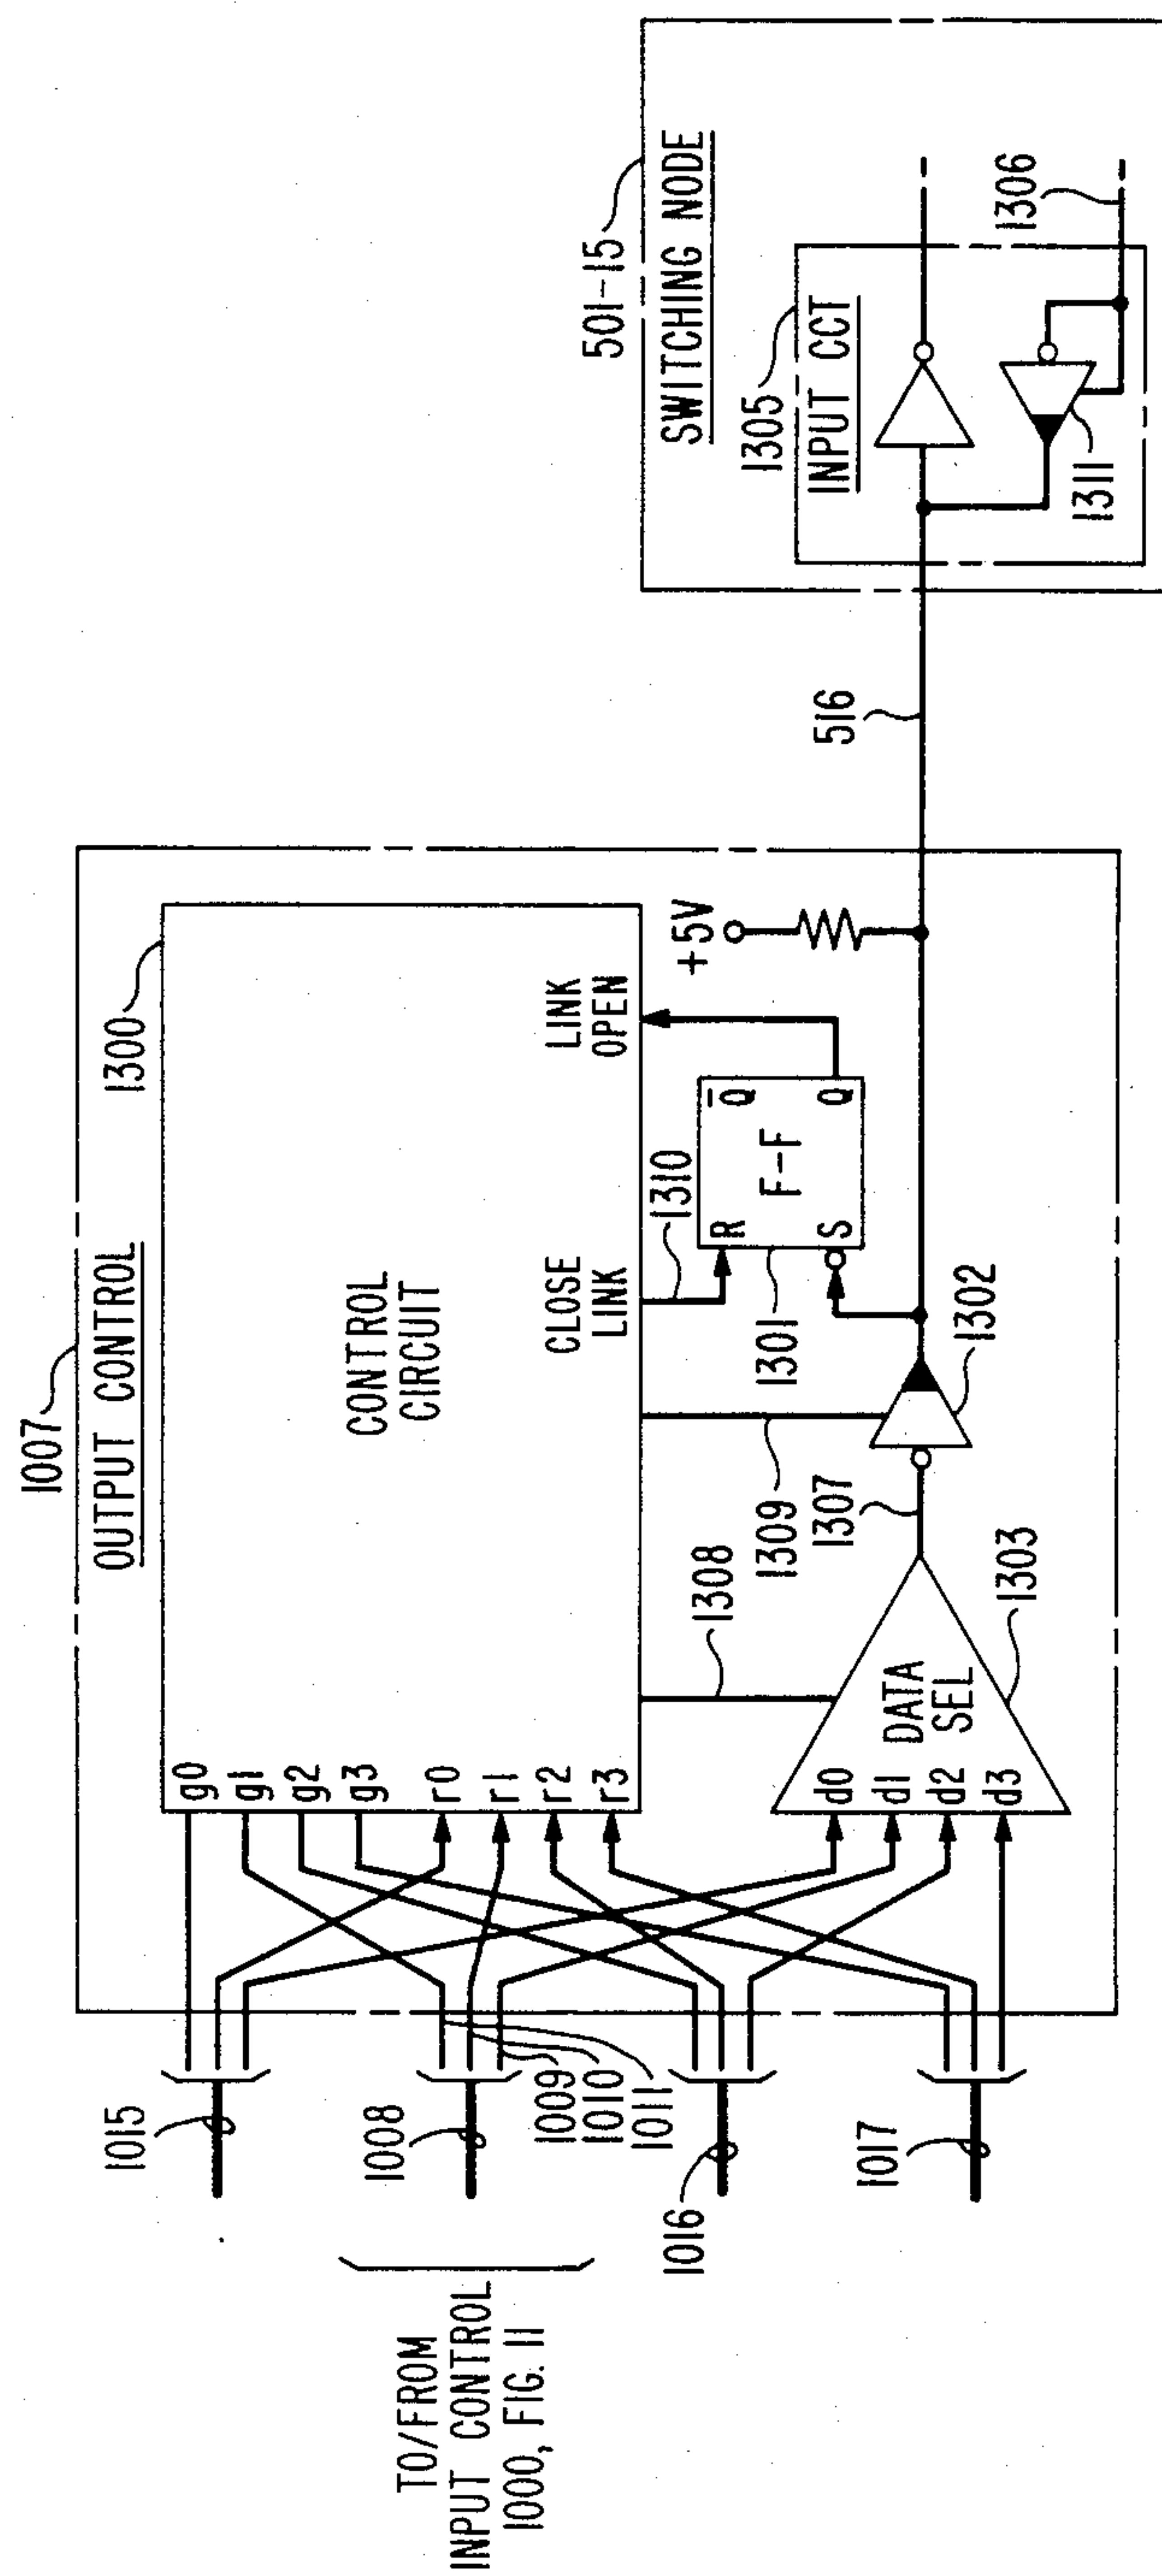 1007
OUTPUT CONTROL
1300
CONTROL
CIRCUIT
g0
g1
g2
g3
r0
r1
r2
r3
CLOSE
LINK
LINK
OPEN
1310
R
Q̅
F-F
S
Q
1301
+5V
1308
1309
1307
1302
DATA
SEL
d0
d1
d2
d3
1303
1015
1008
1009
1010
1011
1016
1017
TO/FROM
INPUT CONTROL
1000, FIG. 11
516
501-15
SWITCHING NODE
1305
INPUT CCT
1311
1306